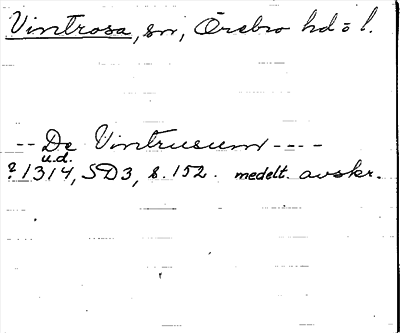 Vintrosa, sn, Örebro hd o l.
-- De Vintrusum ----
u.d.
? 1314, SD3, s. 152. medelt. avskr.